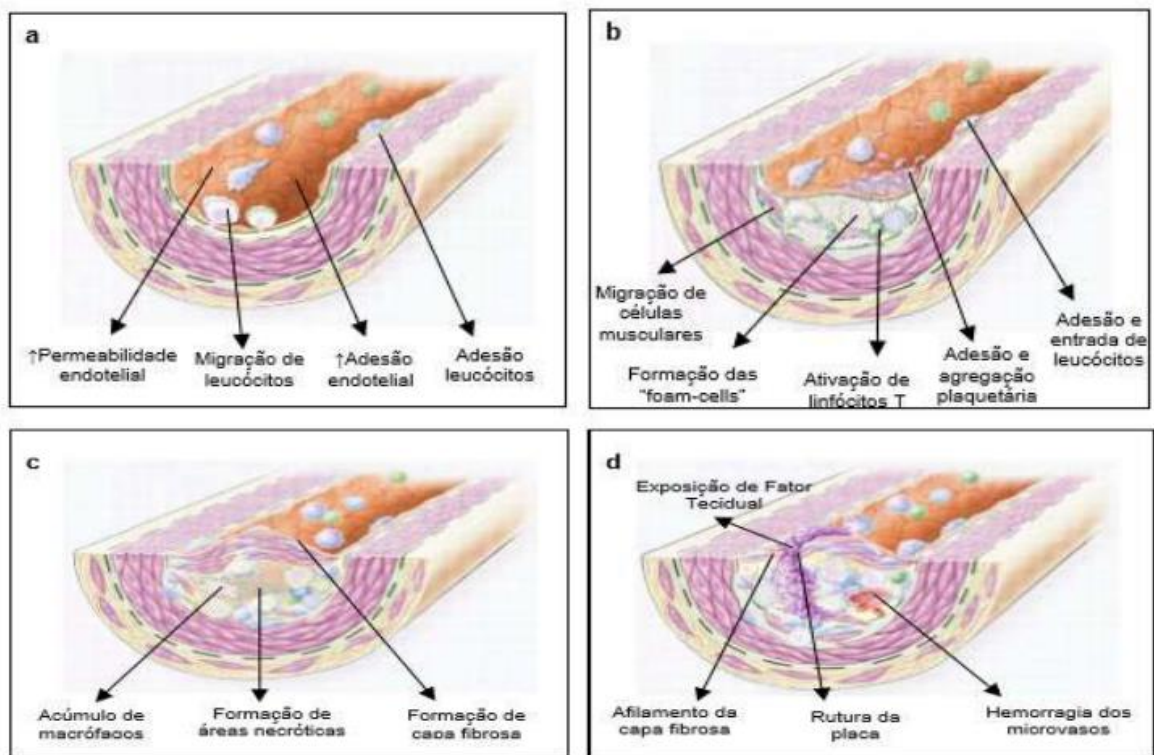 a
↑Permeabilidade
endotelial
Migração de
leucócitos
↑Adesão
endotelial
Adesão
leucócitos
b
Migração de
células
musculares
Formação das
"foam-cells"
Ativação de
linfócitos T
Adesão e
agregação
plaquetária
Adesão e
entrada de
leucócitos
c
Acúmulo de
macrófagos
Formação de
áreas necróticas
Formação de
capa fibrosa
d
Exposição de Fator
Tecidual
Afilamento da
capa fibrosa
Rutura da
placa
Hemorragia dos
microvasos